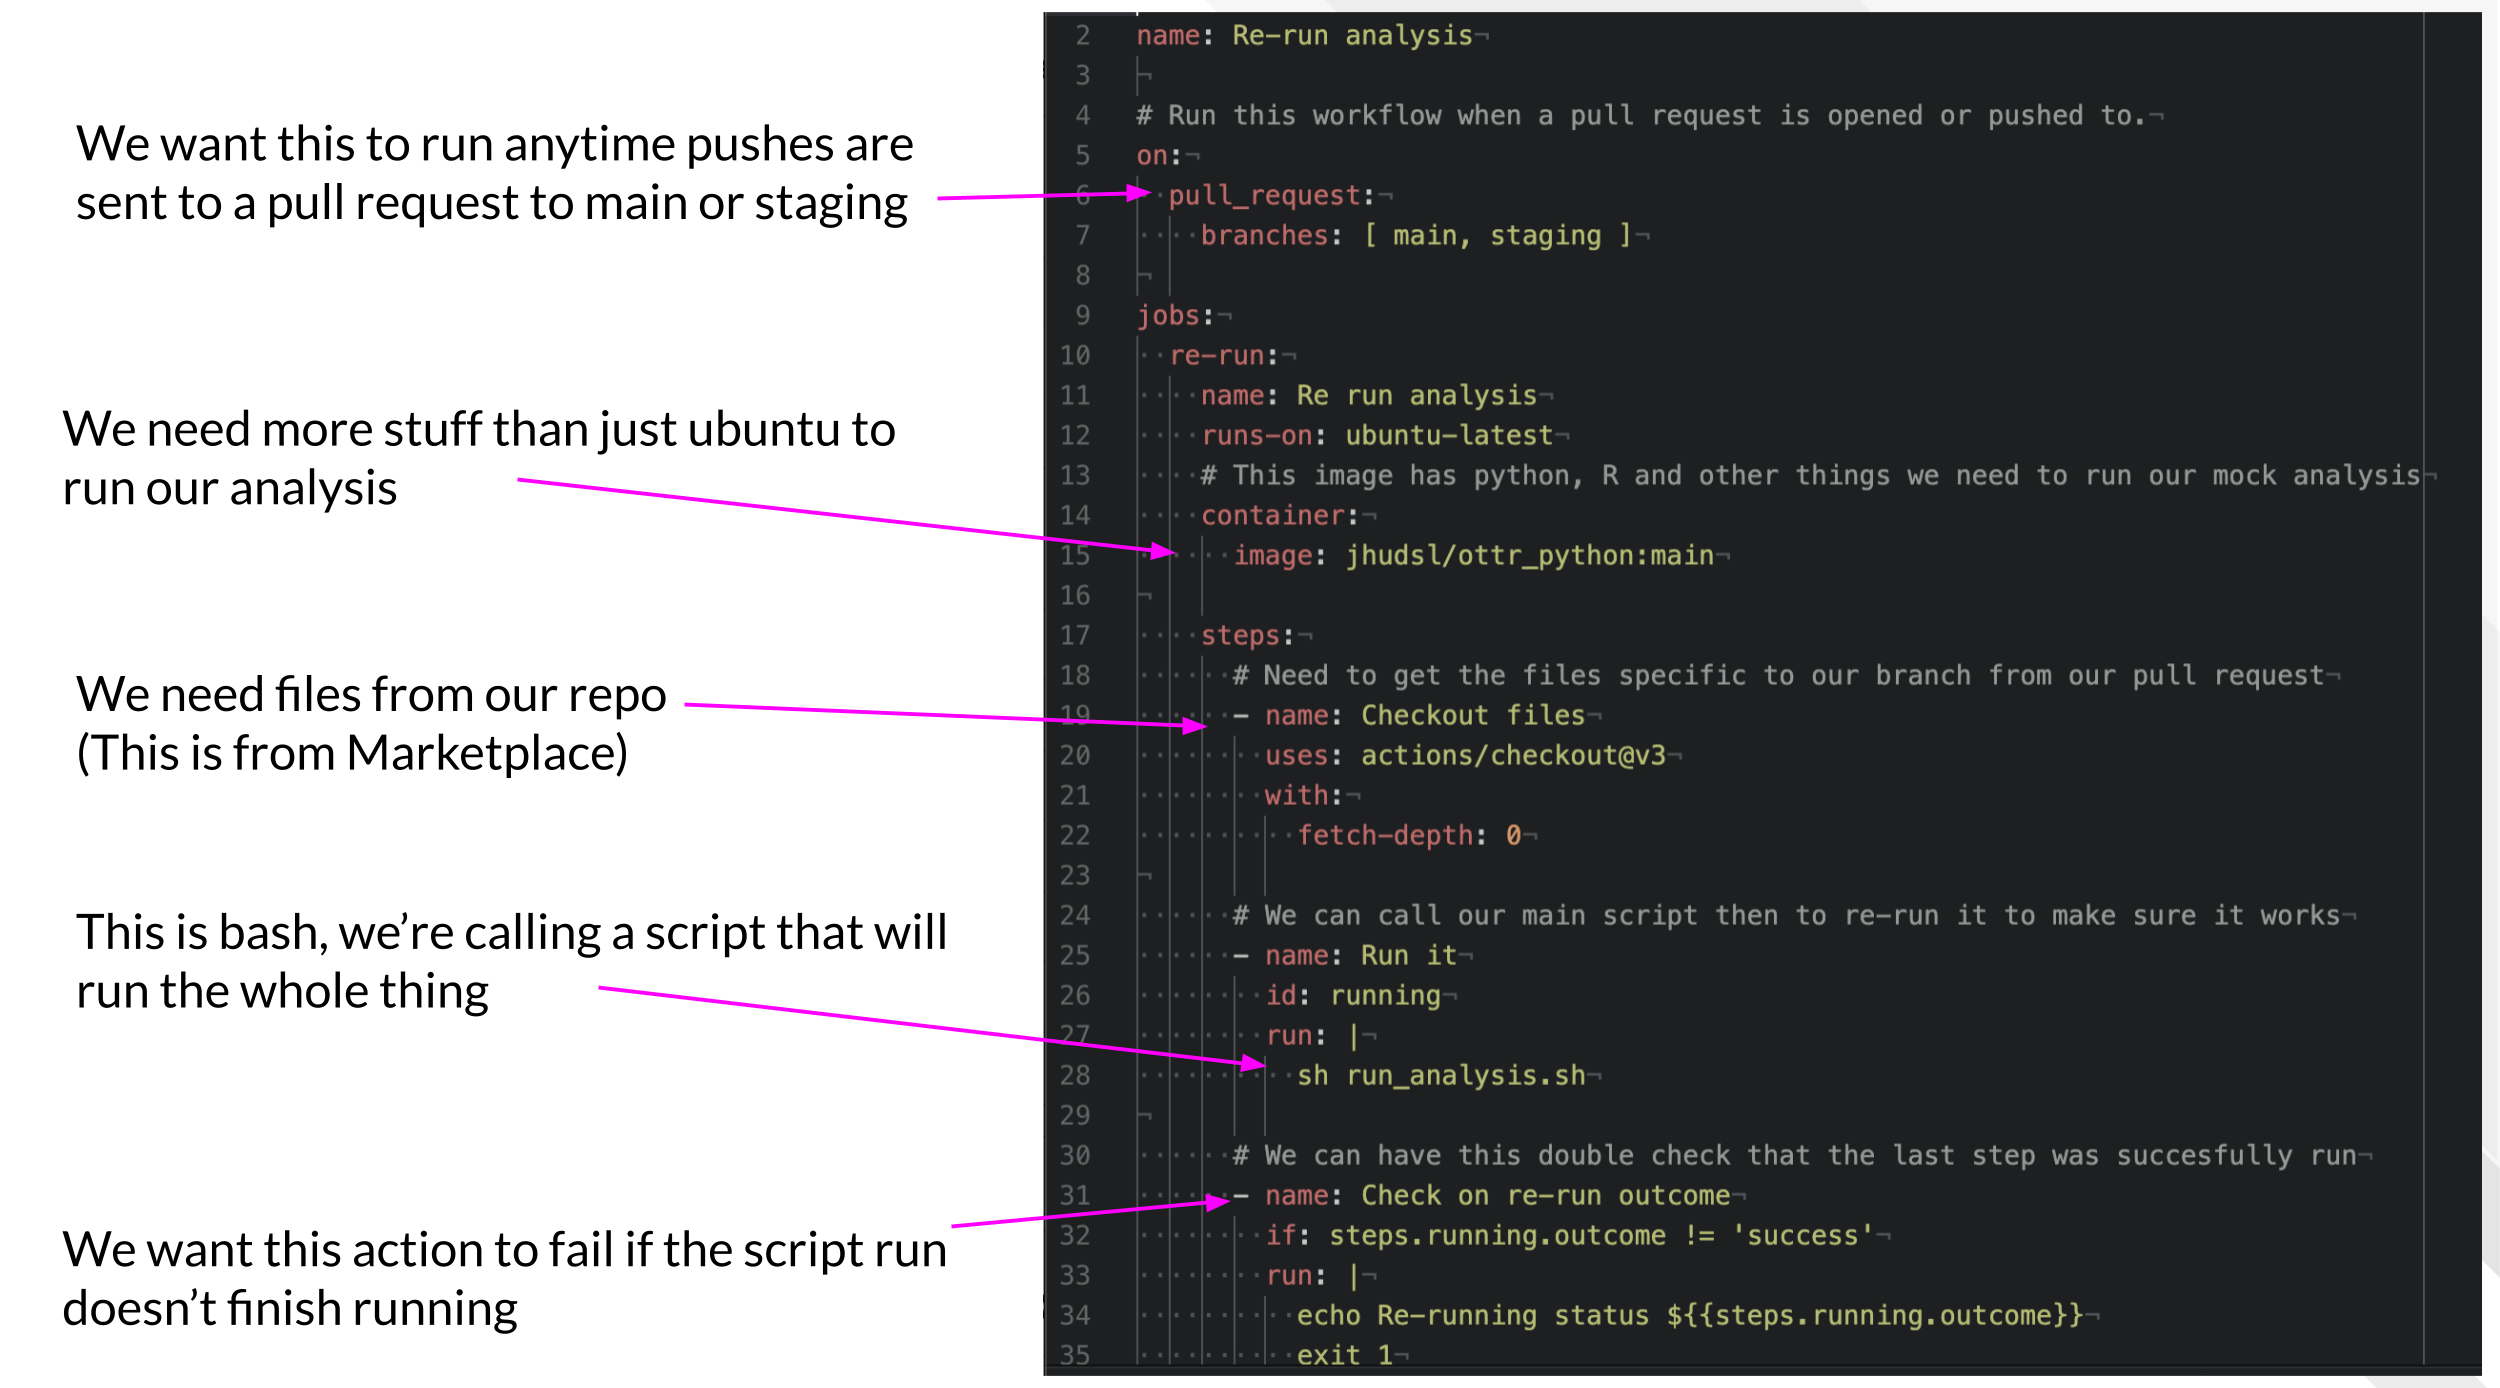 We want this to run anytime pushes are
sent to a pull request to main or staging
We need more stuff than just ubuntu to
run our analysis
We need files from our repo
(This is from Marketplace)
This is bash, we’re calling a script that will
run the whole thing
We want this action to fail if the script run
doesn’t finish running
2 name: Re-run analysis¬
3 ¬
4 # Run this workflow when a pull request is opened or pushed to.¬
5 on:¬
6 ··pull_request:¬
7 ····branches: [ main, staging ]¬
8 ¬
9 jobs:¬
10 ··re-run:¬
11 ····name: Re run analysis¬
12 ····runs-on: ubuntu-latest¬
13 ····# This image has python, R and other things we need to run our mock analysis¬
14 ····container:¬
15 ······image: jhudsl/ottr_python:main¬
16 ¬
17 ····steps:¬
18 ······# Need to get the files specific to our branch from our pull request¬
19 ······- name: Checkout files¬
20 ········uses: actions/checkout@v3¬
21 ········with:¬
22 ··········fetch-depth: 0¬
23 ¬
24 ······# We can call our main script then to re-run it to make sure it works¬
25 ······- name: Run it¬
26 ········id: running¬
27 ········run: |¬
28 ··········sh run_analysis.sh¬
29 ¬
30 ······# We can have this double check that the last step was succesfully run¬
31 ······- name: Check on re-run outcome¬
32 ········if: steps.running.outcome != 'success'¬
33 ········run: |¬
34 ··········echo Re-running status ${{steps.running.outcome}}¬
35 ··········exit 1¬